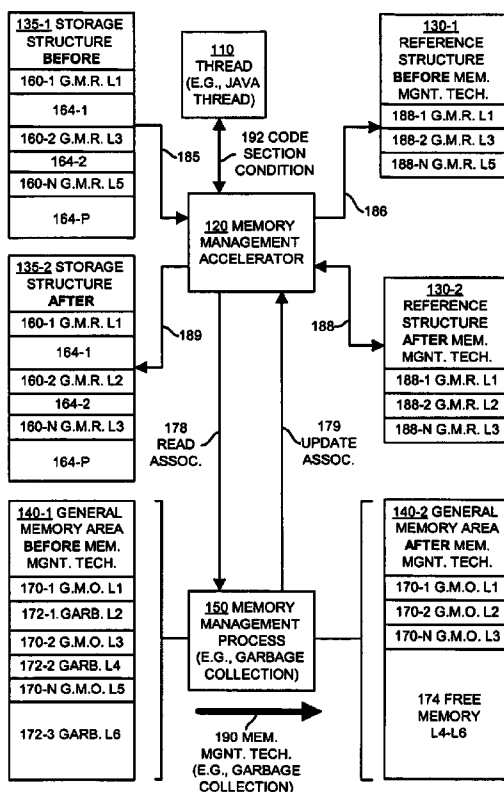 135-1 STORAGE
STRUCTURE
BEFORE
160-1 G.M.R. L1
164-1
160-2 G.M.R. L3
164-2
160-N G.M.R. L5
164-P
110
THREAD
(E.G., JAVA
THREAD)
192 CODE
SECTION
CONDITION
185
130-1
REFERENCE
STRUCTURE
BEFORE MEM.
MGNT. TECH.
188-1 G.M.R. L1
188-2 G.M.R. L3
188-N G.M.R. L5
186
120 MEMORY
MANAGEMENT
ACCELERATOR
135-2 STORAGE
STRUCTURE
AFTER
160-1 G.M.R. L1
164-1
160-2 G.M.R. L2
164-2
160-N G.M.R. L3
164-P
189
188
130-2
REFERENCE
STRUCTURE
AFTER MEM.
MGNT. TECH.
188-1 G.M.R. L1
188-2 G.M.R. L2
188-N G.M.R. L3
178
READ
ASSOC.
179
UPDATE
ASSOC.
140-1 GENERAL
MEMORY AREA
BEFORE MEM.
MGNT. TECH.
170-1 G.M.O. L1
172-1. GARB. L2
170-2 G.M.O. L3
172-2 GARB. L4
170-N G.M.O. L5
172-3 GARB. L6
150 MEMORY
MANAGEMENT
PROCESS
(E.G., GARBAGE
COLLECTION)
190 MEM.
MGNT. TECH.
(E.G., GARBAGE
COLLECTION)
140-2 GENERAL
MEMORY AREA
AFTER MEM.
MGNT. TECH.
170-1 G.M.O. L1
170-2 G.M.O. L2
170-N G.M.O. L3
174 FREE
MEMORY
L4-L6